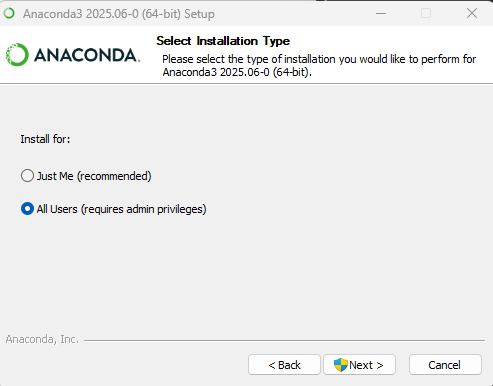 Anaconda3 2025.06-0 (64-bit) Setup
Select Installation Type
Please select the type of installation you would like to perform for
Anaconda3 2025.06-0 (64-bit).
ANACONDA.
Install for:
Just Me (recommended)
All Users (requires admin privileges)
Anaconda, Inc.
< Back
Next >
Cancel